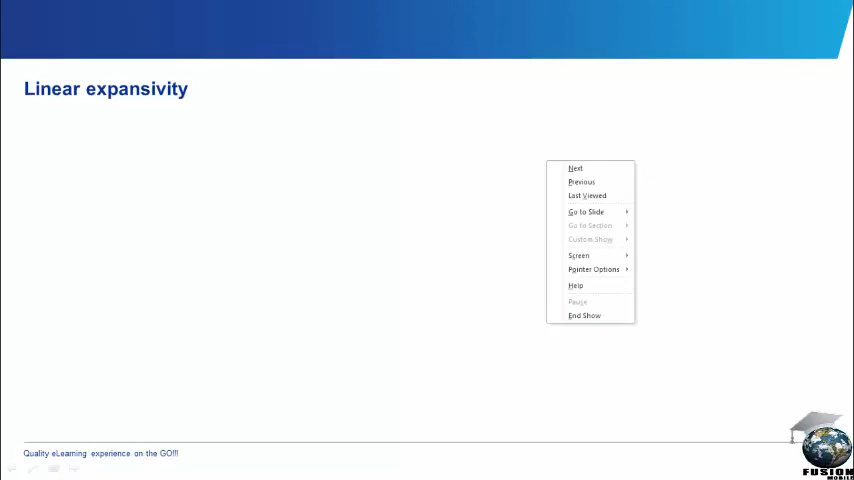 Linear expansivity
Next
Previous
Last Viewed
Go to Slide
Go to Section
Custom Show
Screen
Pointer Options
Help
Pause
End Show
Quality eLearning experience on the GO!!!
FUSION
MOBILE